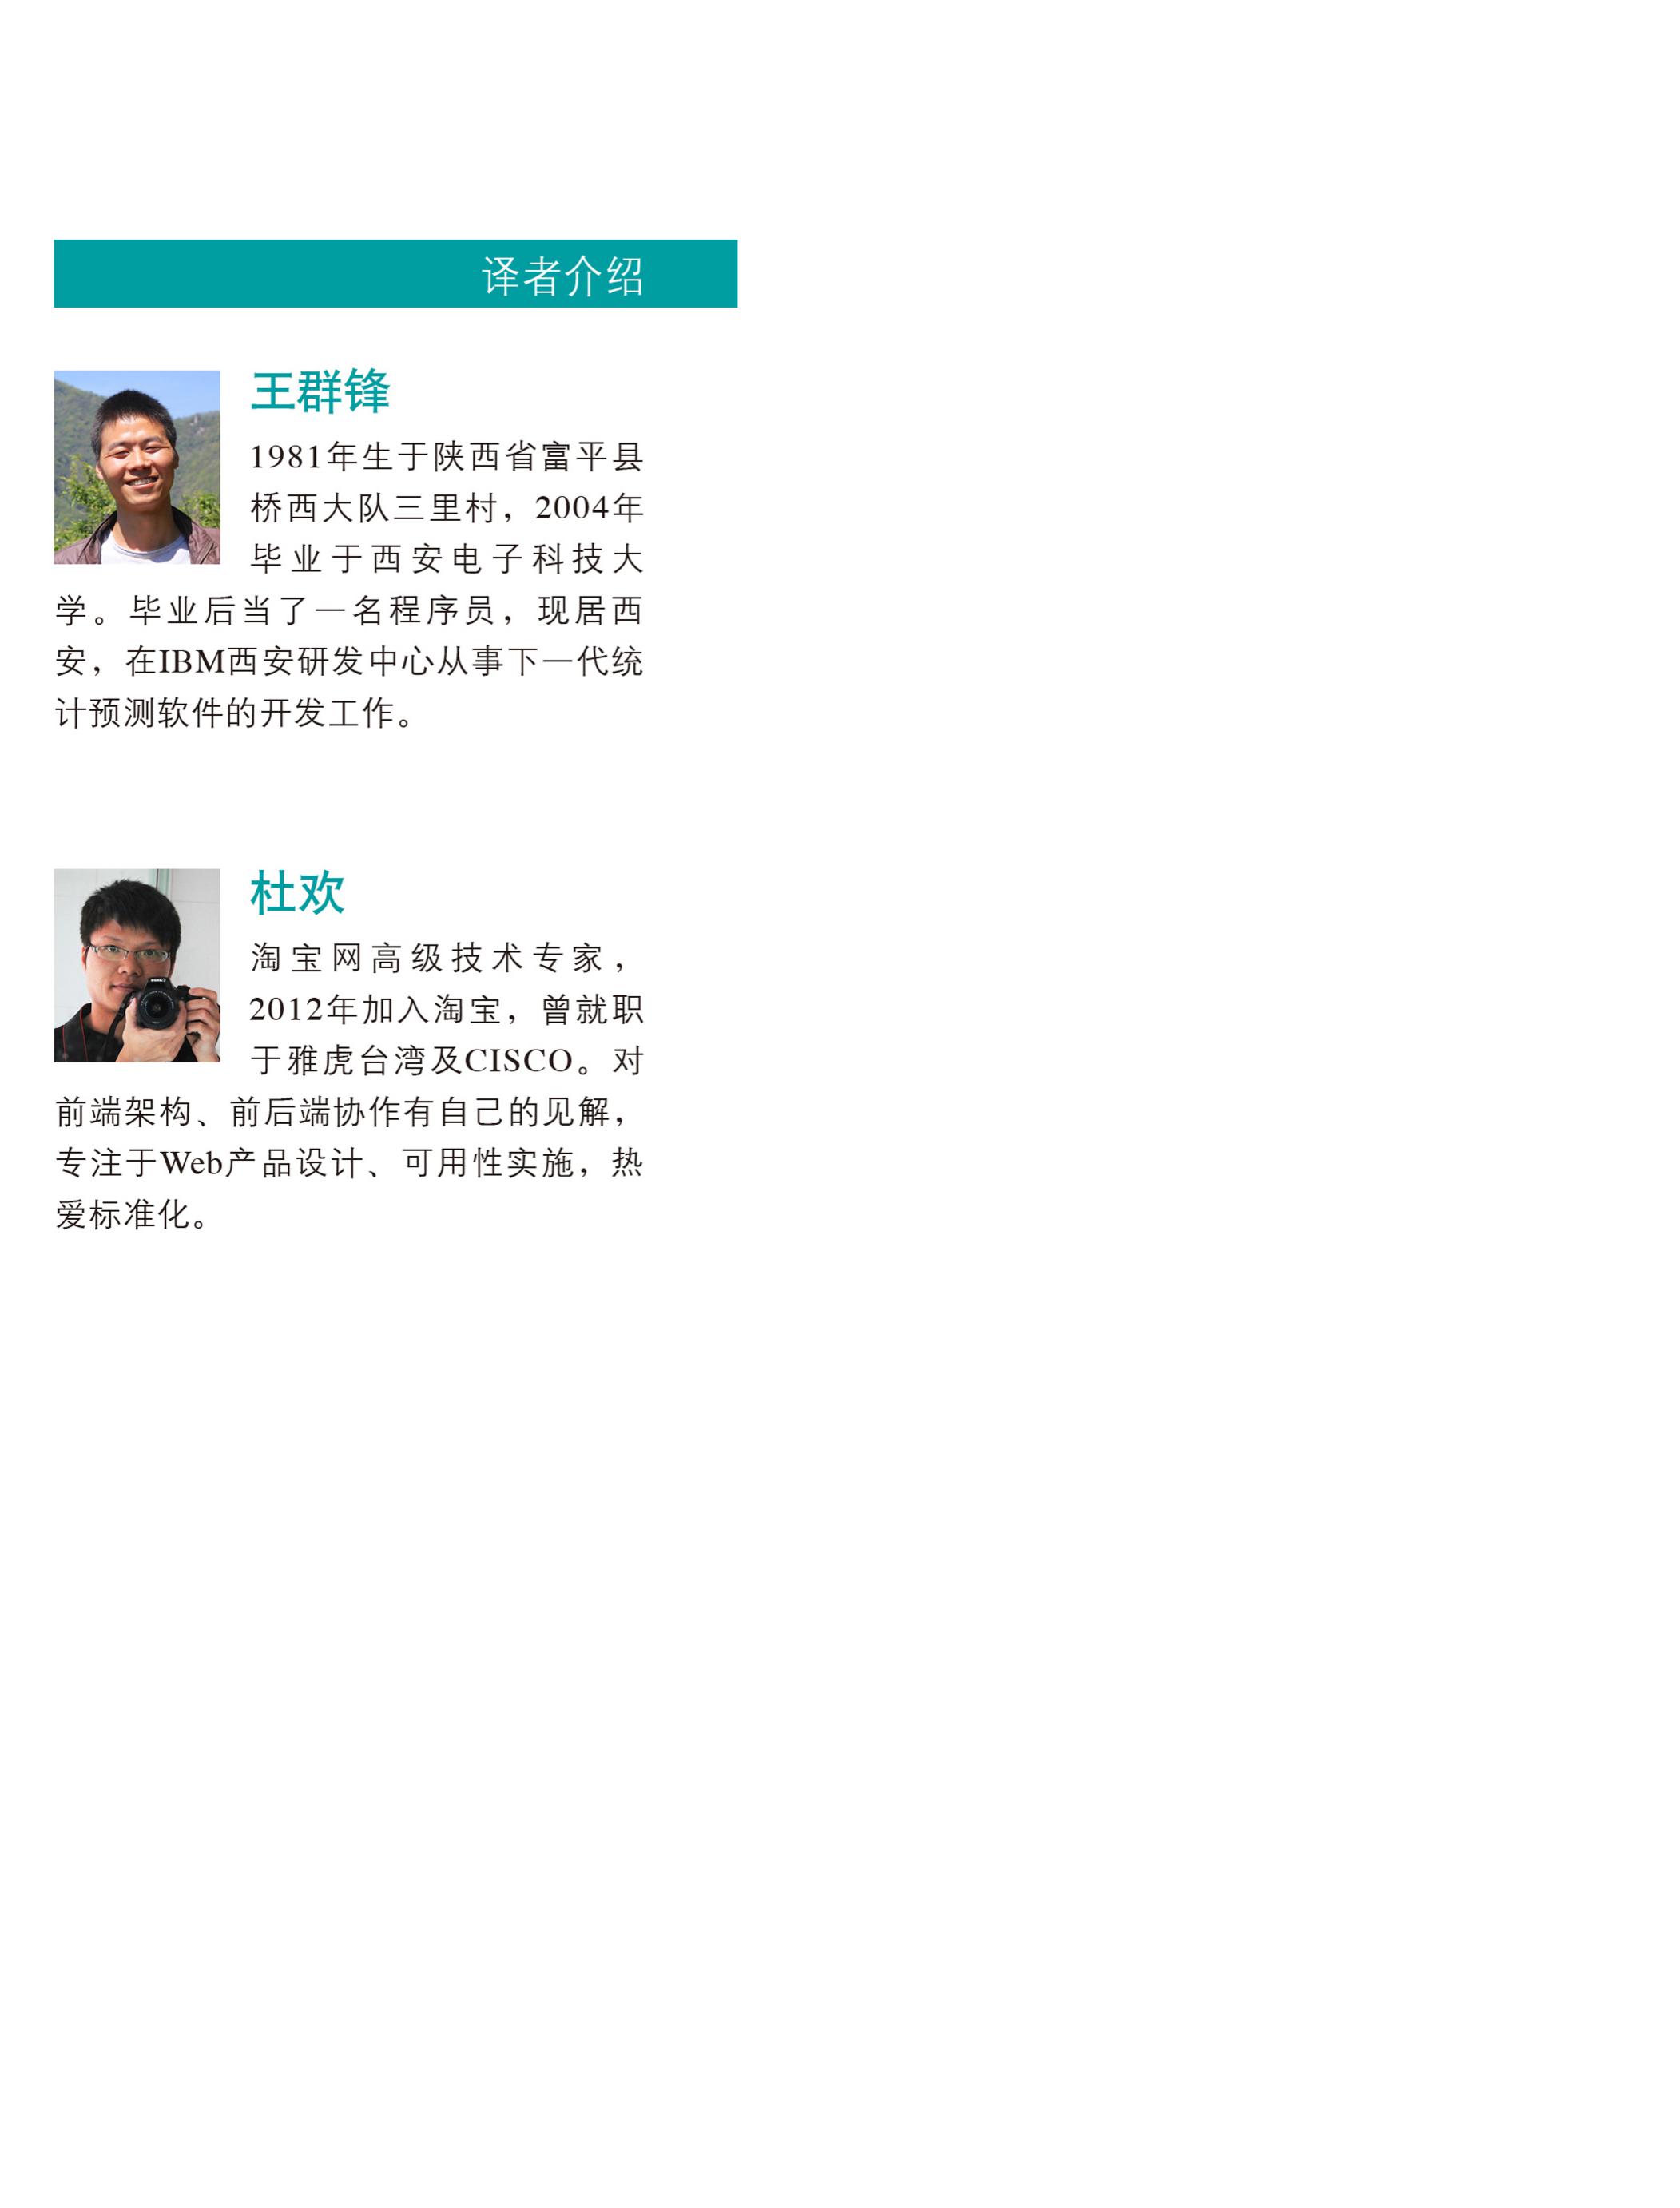 译者介绍
王群锋
1981年生于陕西省富平县
桥西大队三里村，2004年
毕业于西安电子科技大
学。毕业后当了一名程序员，现居西
安，在IBM西安研发中心从事下一代统
计预测软件的开发工作。
杜欢
淘宝网高级技术专家，
2012年加入淘宝，曾就职
于雅虎台湾及CISCO。对
前端架构、前后端协作有自己的见解，
专注于Web产品设计、可用性实施，热
爱标准化。